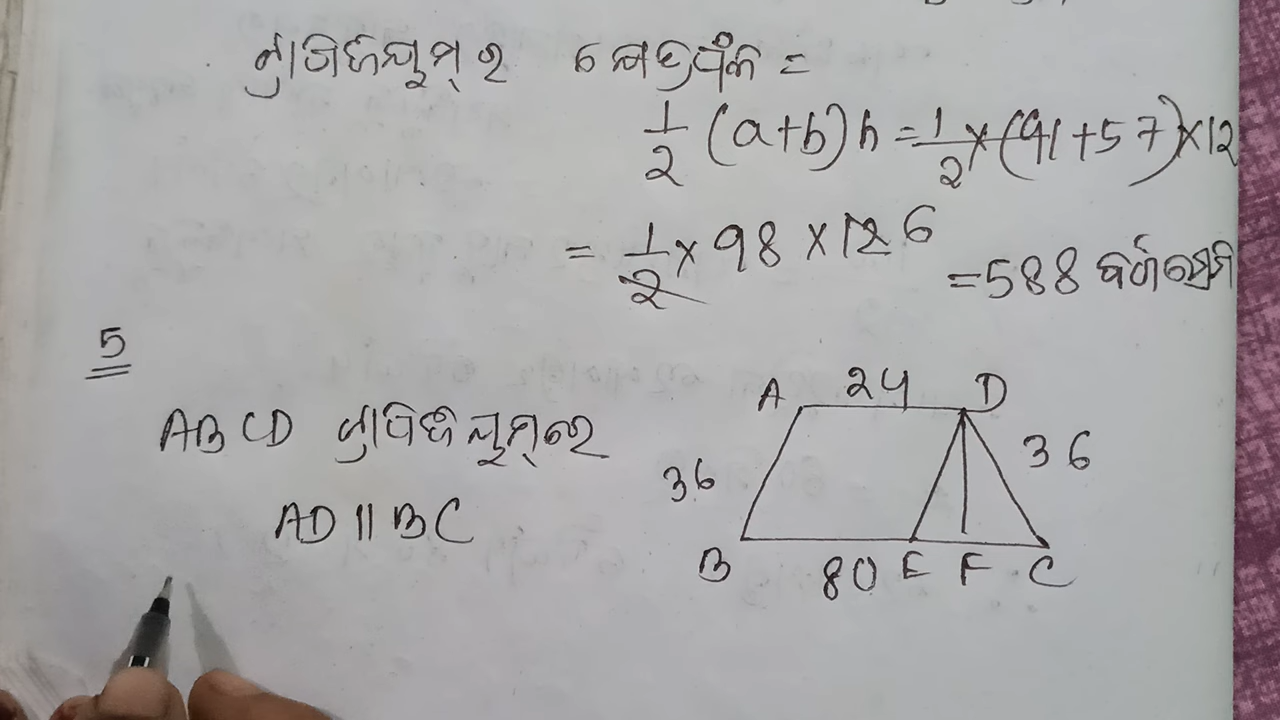 ଟ୍ରାପିଜିୟମ୍ ର କ୍ଷେତ୍ରଫଳ =
1/2 (a+b) h = 1/2 × (41+57) × 12
= 1/2 × 98 × 12 6 = 588 ବର୍ଗସେମି
5
ABCD ଟ୍ରାପିଜିୟମ୍‌ରେ
AD || BC
A 24 D
36 36
B 80 E F C